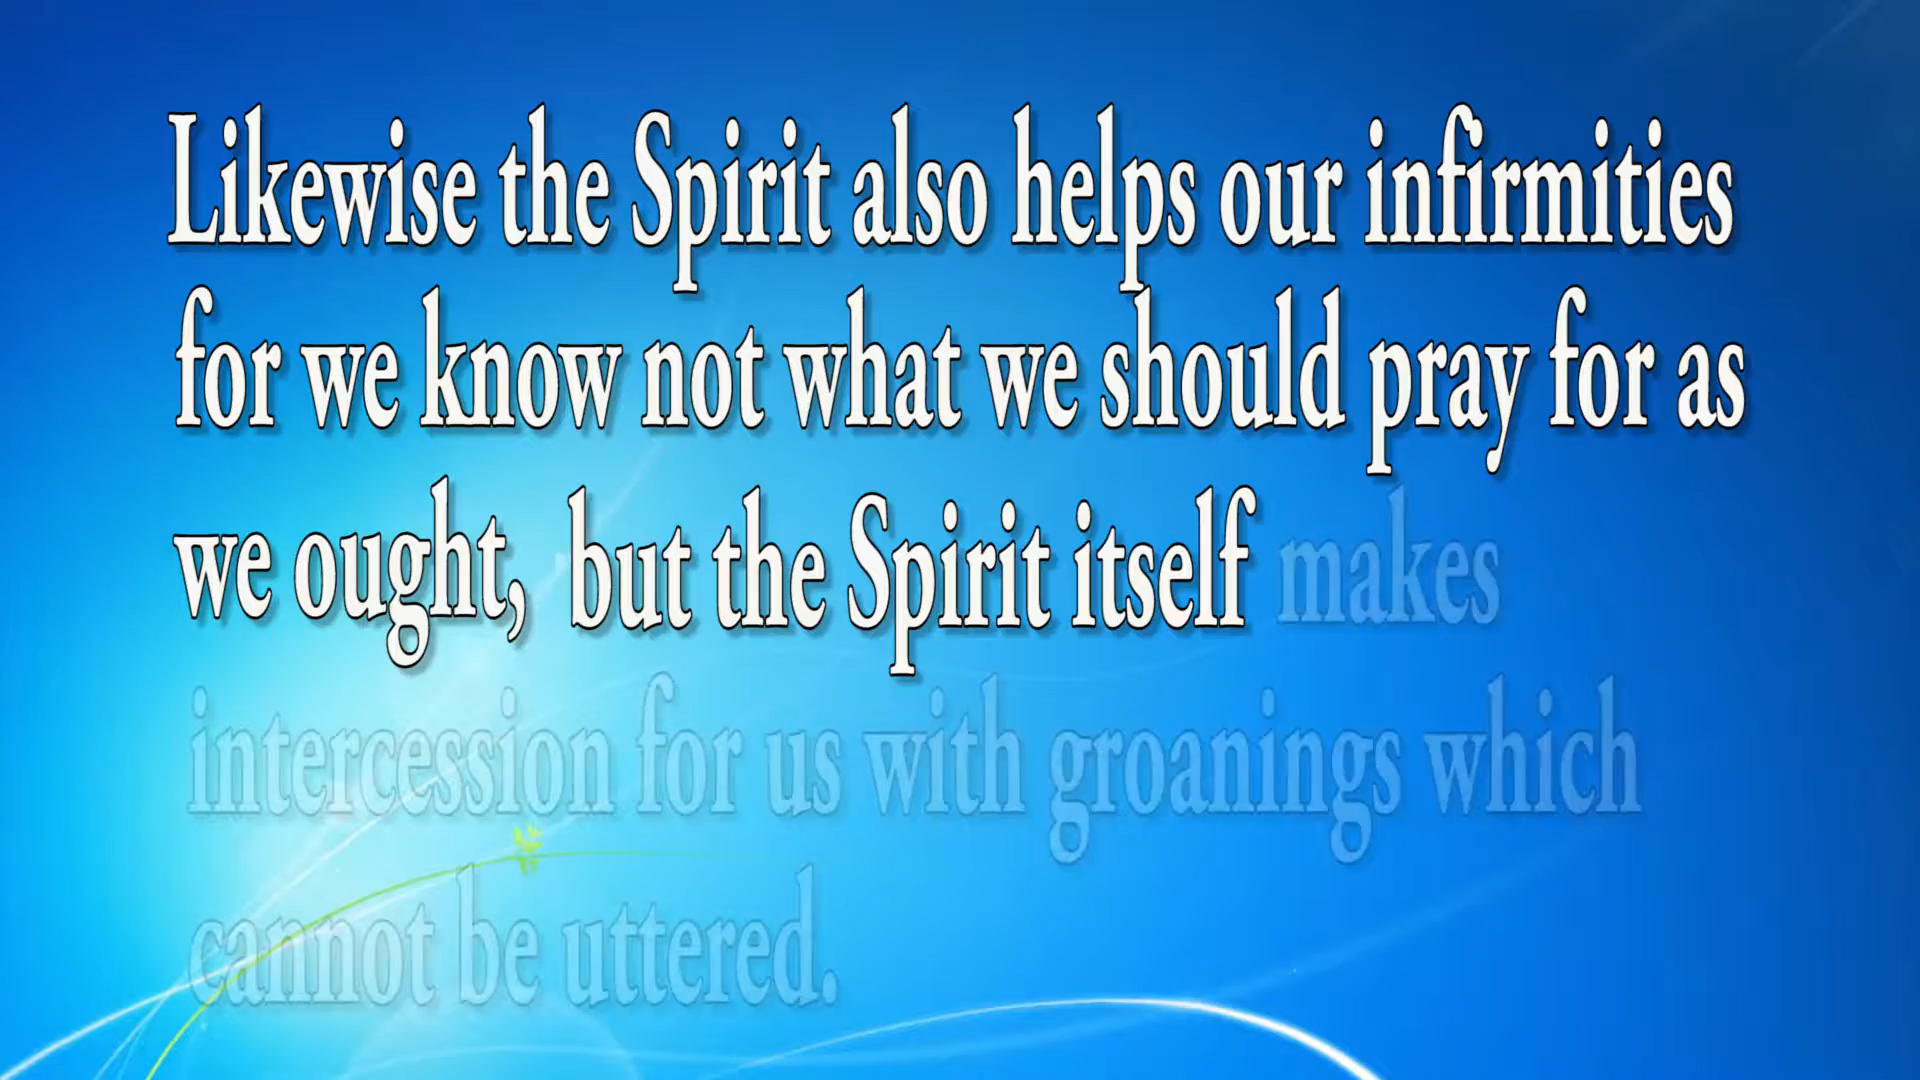 Likewise the Spirit also helps our infirmities
for we know not what we should pray for as
we ought, but the Spirit itself makes
intercession for us with groanings which
cannot be uttered.